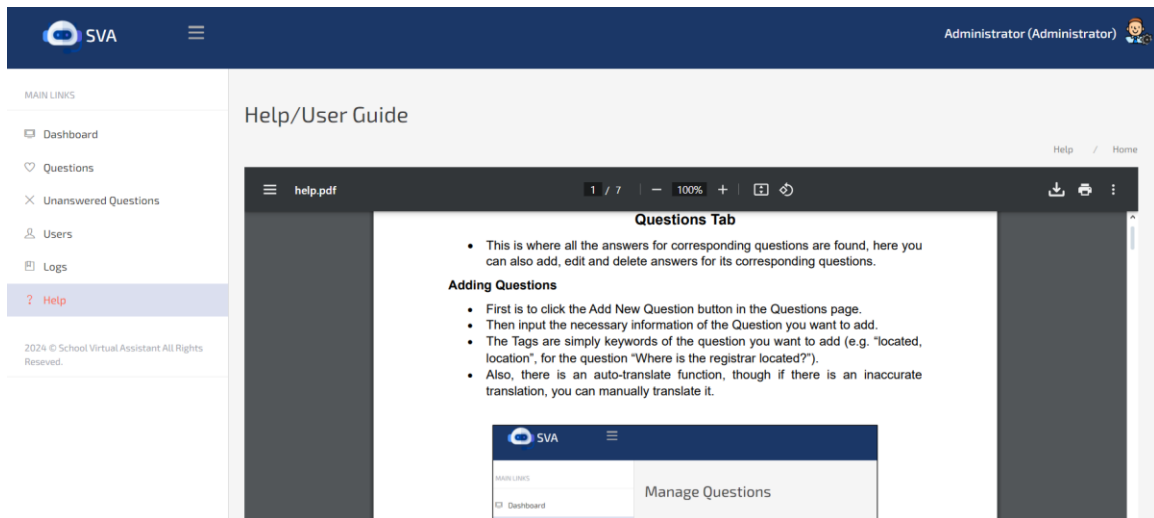 SVA
Administrator (Administrator)
MAIN LINKS
Dashboard
Questions
Unanswered Questions
Users
Logs
? Help
2024 © School Virtual Assistant All Rights
Reseved.
Help/User Guide
Help / Home
help.pdf
1 / 7
100%
Questions Tab
• This is where all the answers for corresponding questions are found, here you
can also add, edit and delete answers for its corresponding questions.
Adding Questions
• First is to click the Add New Question button in the Questions page.
• Then input the necessary information of the Question you want to add.
• The Tags are simply keywords of the question you want to add (e.g. “located,
location”, for the question “Where is the registrar located?”).
• Also, there is an auto-translate function, though if there is an inaccurate
translation, you can manually translate it.
SVA
MAIN LINKS
Dashboard
Manage Questions